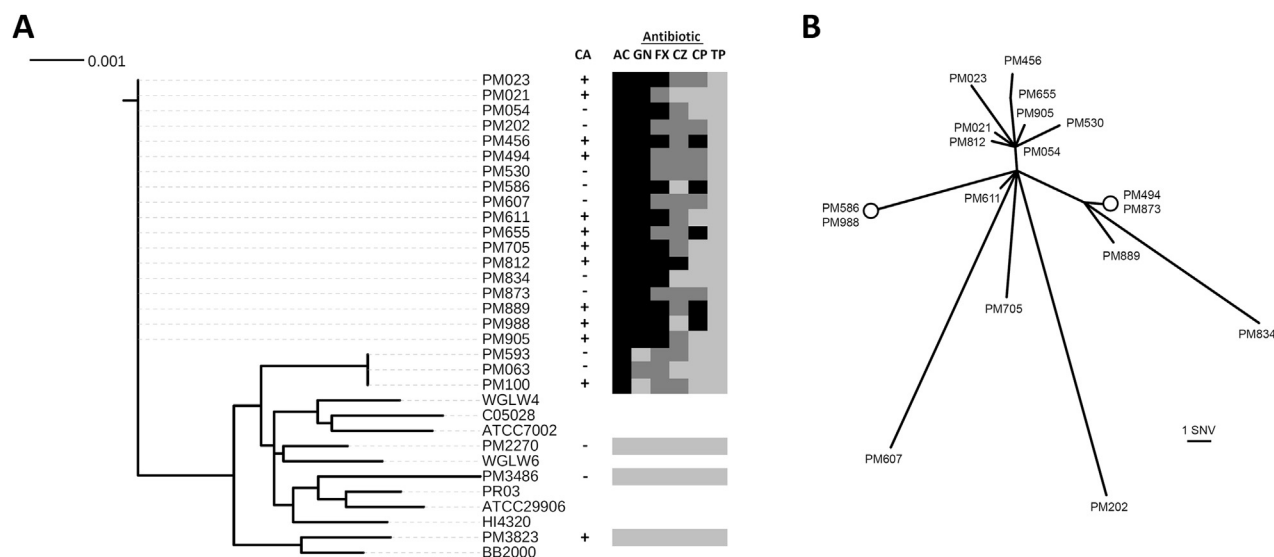 A
B
0.001
Antibiotic
CA AC GN FX CZ CP TP
PM023 +
PM021 +
PM054 -
PM202 -
PM456 +
PM494 +
PM530 -
PM586 -
PM607 -
PM611 +
PM655 +
PM705 +
PM812 +
PM834 -
PM873 -
PM889 +
PM988 +
PM905 +
PM593 -
PM063 -
PM100 +
WGLW4
C05028
ATCC7002
PM2270 -
WGLW6
PM3486 -
PR03
ATCC29906
HI4320
PM3823 +
BB2000
PM456
PM023
PM655
PM905
PM021
PM530
PM812
PM054
PM611
PM494
PM873
PM586
PM988
PM889
PM705
PM834
1 SNV
PM607
PM202